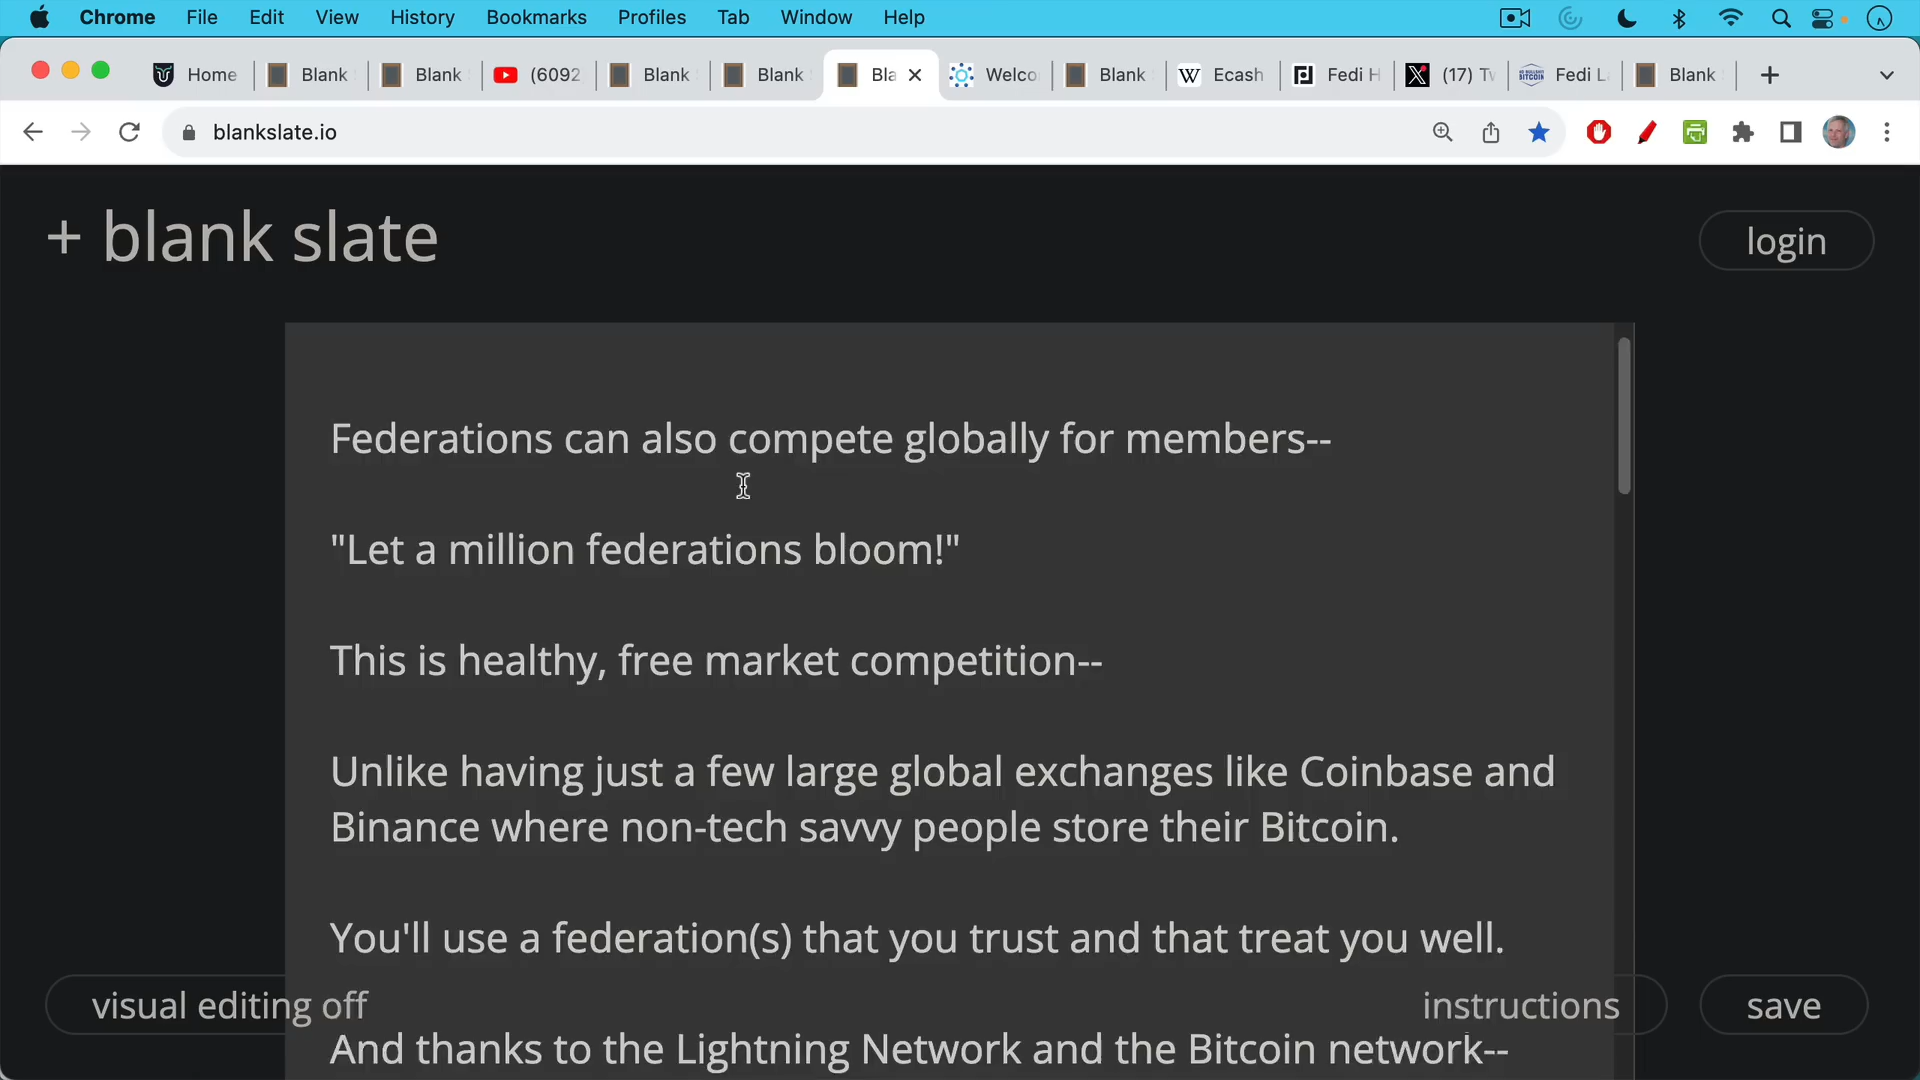 Chrome File Edit View History Bookmarks Profiles Tab Window Help
Home Blank Blank (6092 Blank Blank Bla Welco Blank Ecash Fedi H (17) Tw Fedi L Blank
blankslate.io
+ blank slate
login
Federations can also compete globally for members--
"Let a million federations bloom!"
This is healthy, free market competition--
Unlike having just a few large global exchanges like Coinbase and
Binance where non-tech savvy people store their Bitcoin.
You'll use a federation(s) that you trust and that treat you well.
visual editing off
instructions
save
And thanks to the Lightning Network and the Bitcoin network--